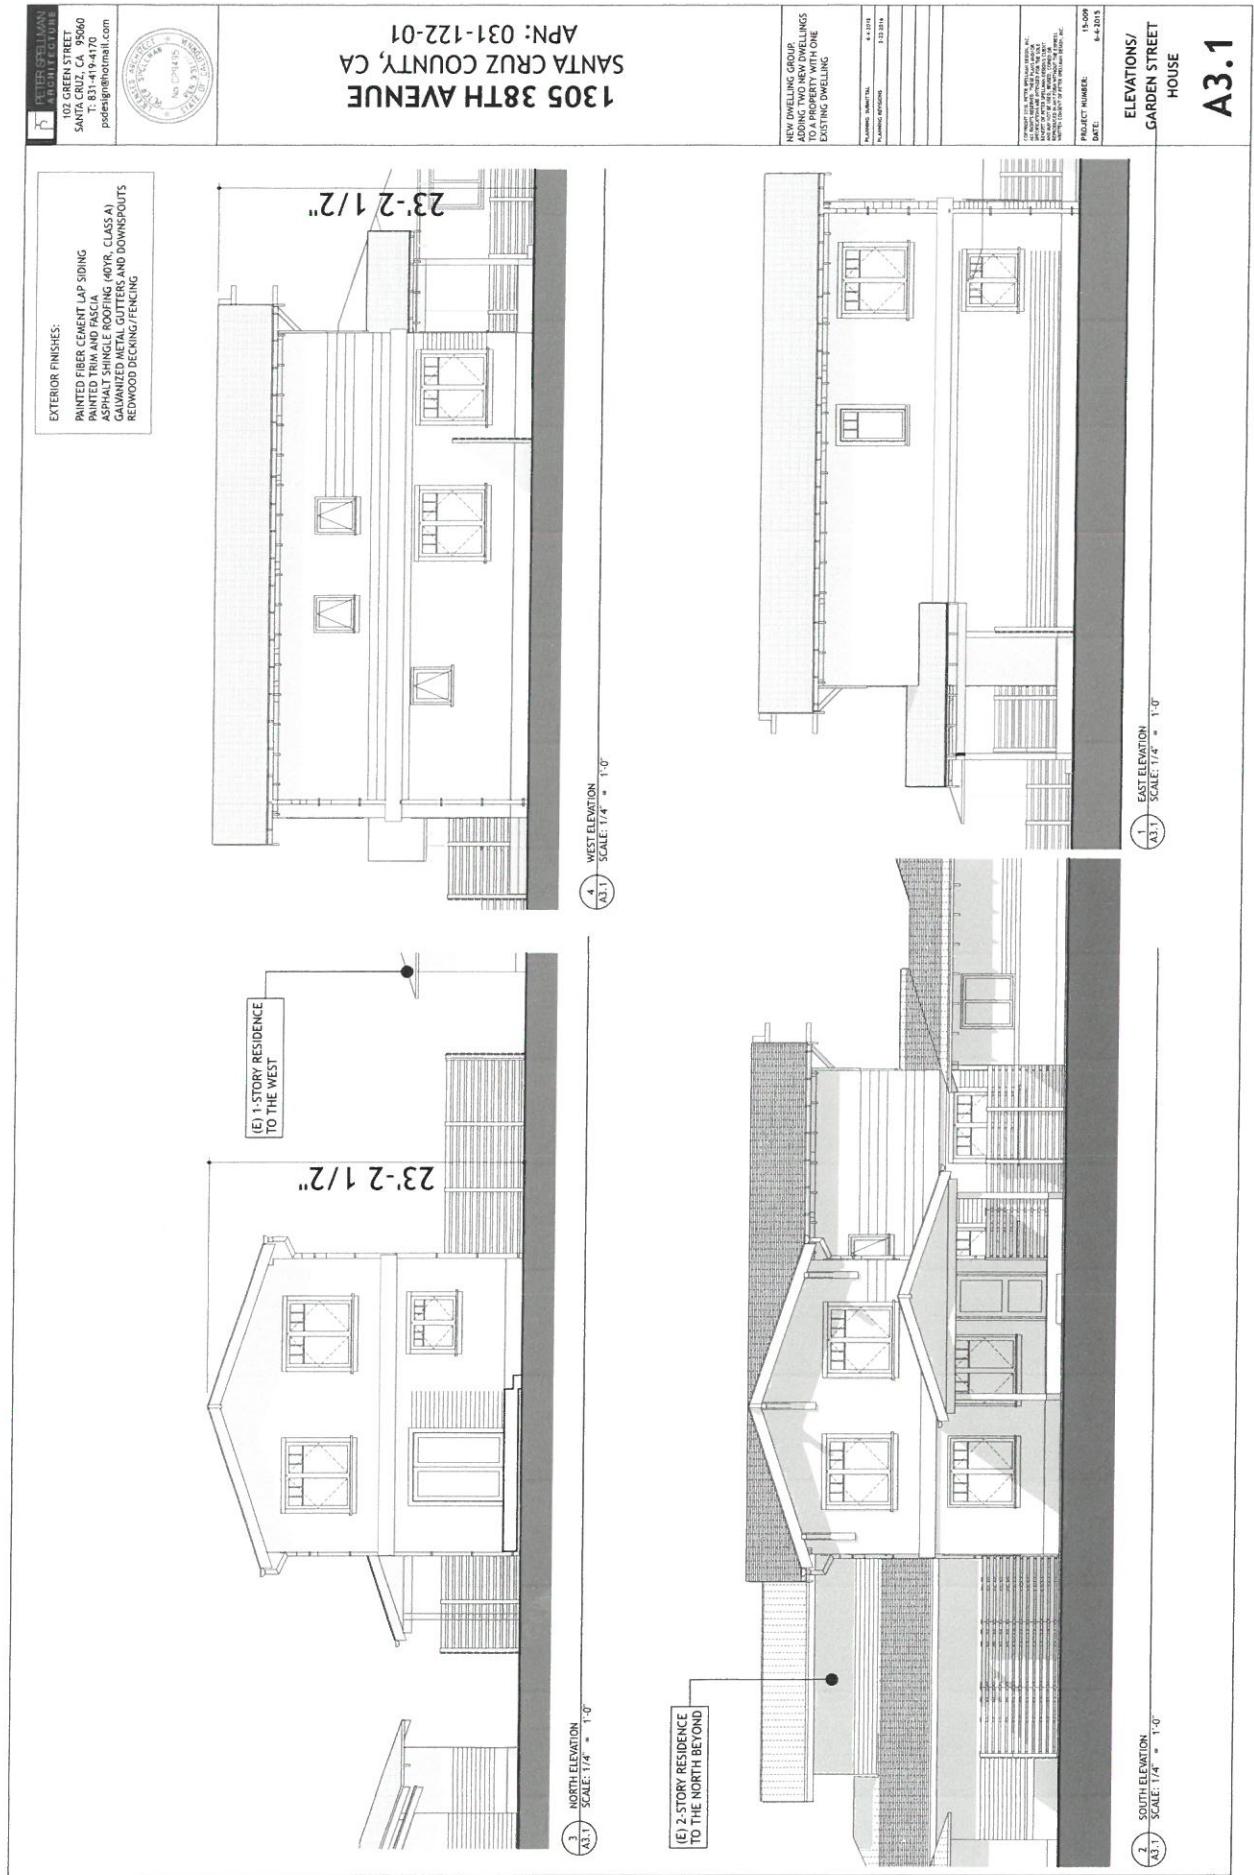 PETER SPELLMAN
ARCHITECTURE
102 GREEN STREET
SANTA CRUZ, CA 95060
T: 831-419-4170
psdesign@hotmail.com
LICENSED ARCHITECT
PETER SPELLMAN
STATE OF CALIFORNIA
1305 38TH AVENUE
SANTA CRUZ COUNTY, CA
APN: 031-122-01
NEW DWELLING GROUP.
ADDING TWO NEW DWELLINGS
TO A PROPERTY WITH ONE
EXISTING DWELLING
PLANNING SUBMITTAL
PLANNING REVISIONS
PROJECT NUMBER: 15-009
DATE: 6-4-2015
ELEVATIONS/
GARDEN STREET
HOUSE
A3.1
EXTERIOR FINISHES:
PAINTED FIBER CEMENT LAP SIDING
PAINTED TRIM AND FASCIA
ASPHALT SHINGLE ROOFING (40YR, CLASS A)
GALVANIZED METAL GUTTERS AND DOWNSPOUTS
REDWOOD DECKING/FENCING
23'-2 1/2"
4
A3.1
WEST ELEVATION
SCALE: 1/4" = 1'-0"
(E) 1-STORY RESIDENCE
TO THE WEST
23'-2 1/2"
3
A3.1
NORTH ELEVATION
SCALE: 1/4" = 1'-0"
1
A3.1
EAST ELEVATION
SCALE: 1/4" = 1'-0"
(E) 2-STORY RESIDENCE
TO THE NORTH BEYOND
2
A3.1
SOUTH ELEVATION
SCALE: 1/4" = 1'-0"